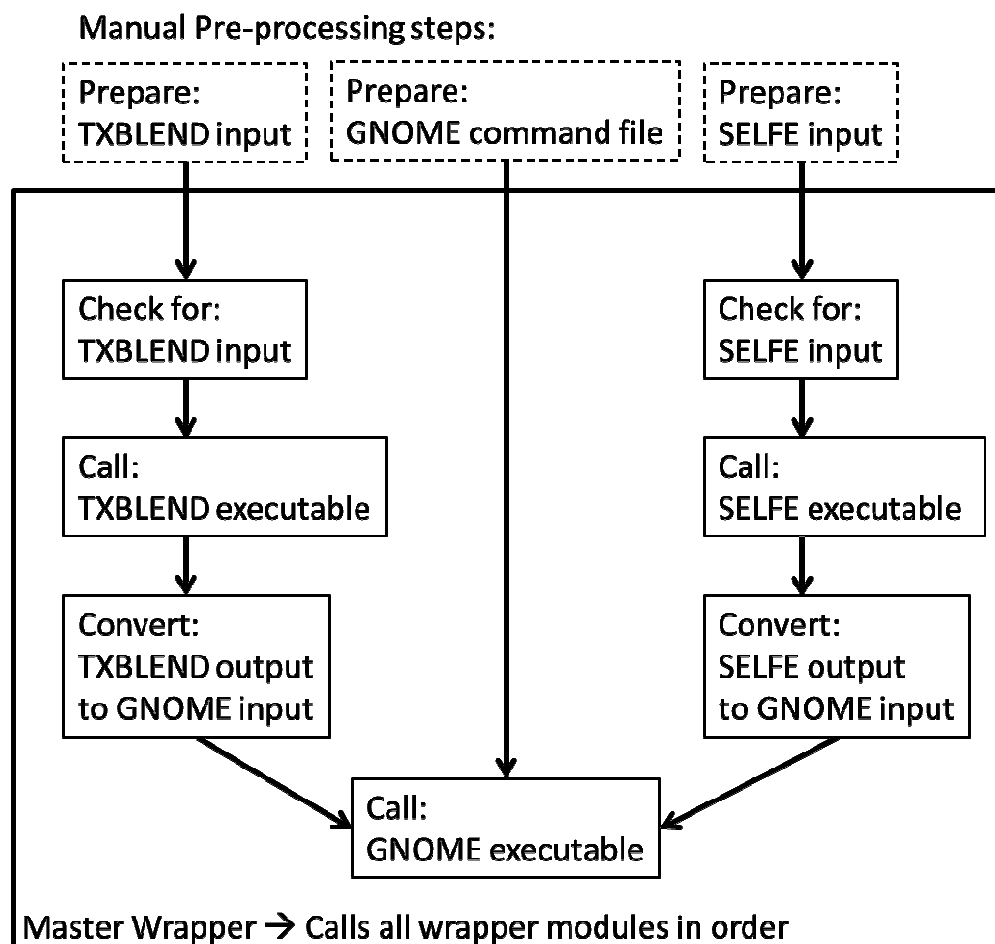 Manual Pre-processing steps:
Prepare:
TXBLEND input
Prepare:
GNOME command file
Prepare:
SELFE input
Check for:
TXBLEND input
Check for:
SELFE input
Call:
TXBLEND executable
Call:
SELFE executable
Convert:
TXBLEND output
to GNOME input
Convert:
SELFE output
to GNOME input
Call:
GNOME executable
Master Wrapper → Calls all wrapper modules in order